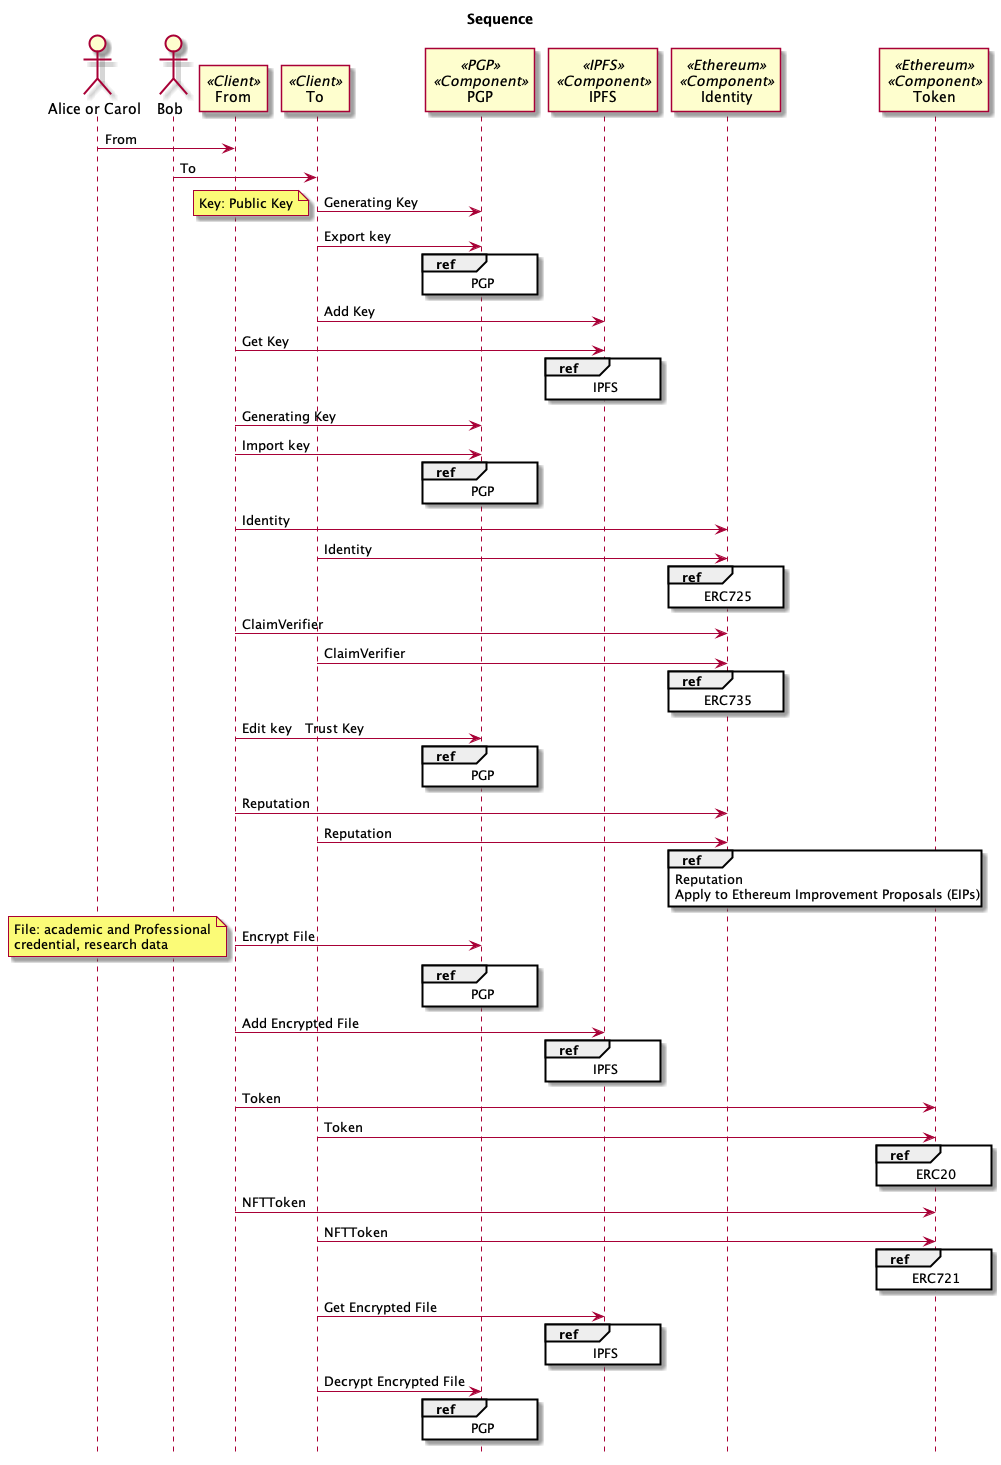 Sequence
Alice or Carol
Bob
«Client»
From
«Client»
To
«PGP»
«Component»
PGP
«IPFS»
«Component»
IPFS
«Ethereum»
«Component»
Identity
«Ethereum»
«Component»
Token
From
To
Key: Public Key
Generating Key
Export key
ref
PGP
Add Key
Get Key
ref
IPFS
Generating Key
Import key
ref
PGP
Identity
Identity
ref
ERC725
ClaimVerifier
ClaimVerifier
ref
ERC735
Edit key   Trust Key
ref
PGP
Reputation
Reputation
ref
Reputation
Apply to Ethereum Improvement Proposals (EIPs)
File: academic and Professional
credential, research data
Encrypt File
ref
PGP
Add Encrypted File
ref
IPFS
Token
Token
ref
ERC20
NFTToken
NFTToken
ref
ERC721
Get Encrypted File
ref
IPFS
Decrypt Encrypted File
ref
PGP